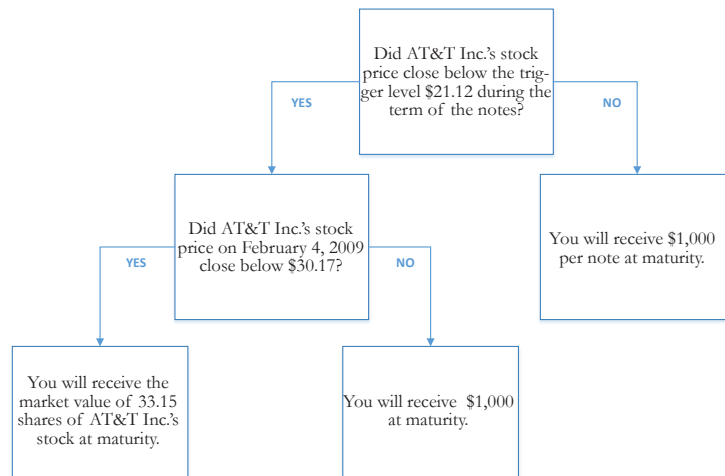 Did AT&T Inc.'s stock
price close below the trig-
ger level $21.12 during the
term of the notes?
YES
NO
Did AT&T Inc.'s stock
price on February 4, 2009
close below $30.17?
You will receive $1,000
per note at maturity.
YES
NO
You will receive the
market value of 33.15
shares of AT&T Inc.'s
stock at maturity.
You will receive $1,000
at maturity.